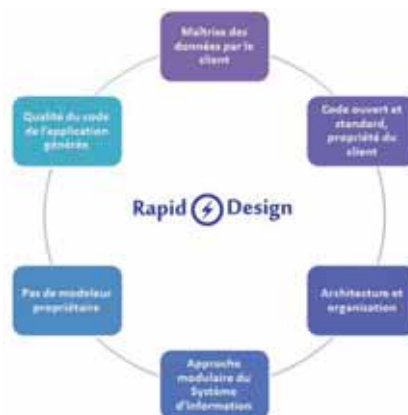 Maîtrise des
données par le
client
Code ouvert et
standard,
propriété du
client
Architecture et
organisation
Approche
modulaire du
Système
d'information
Pas de modeleur
propriétaire
Qualité du code
de l'application
générée
Rapid Design